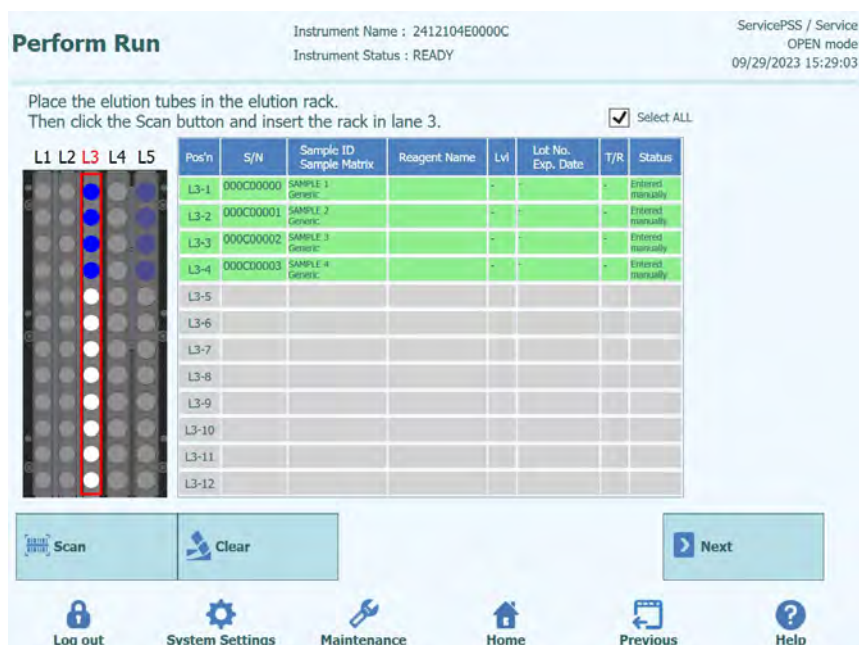 Perform Run
Instrument Name : 2412104E0000C
Instrument Status : READY
ServicePSS / Service
OPEN mode
09/29/2023 15:29:03
Place the elution tubes in the elution rack.
Then click the Scan button and insert the rack in lane 3.
Select ALL
L1 L2 L3 L4 L5
Pos'n S/N Sample ID Sample Matrix Reagent Name Lvl Lot No. Exp. Date T/R Status
L3-1 000C00000 SAMPLE 1 Generic - - - Entered manually
L3-2 000C00001 SAMPLE 2 Generic - - - Entered manually
L3-3 000C00002 SAMPLE 3 Generic - - - Entered manually
L3-4 000C00003 SAMPLE 4 Generic - - - Entered manually
L3-5
L3-6
L3-7
L3-8
L3-9
L3-10
L3-11
L3-12
Scan
Clear
Next
Log out
System Settings
Maintenance
Home
Previous
Help